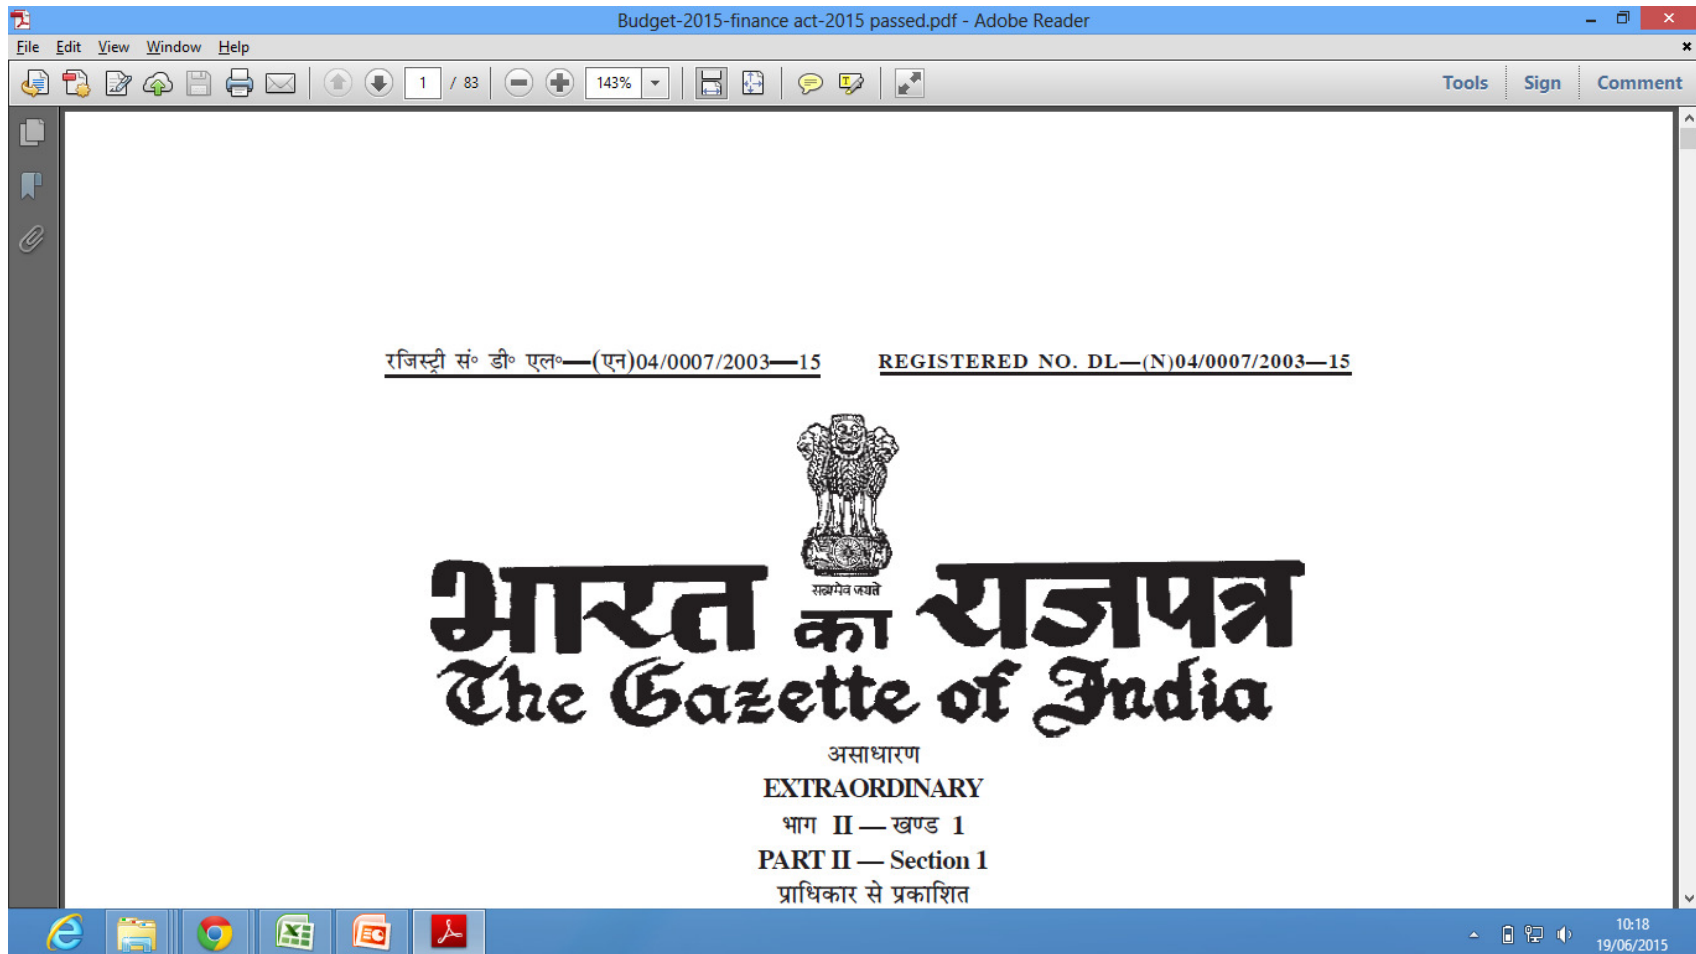 Budget-2015-finance act-2015 passed.pdf - Adobe Reader
File Edit View Window Help
1 / 83 143% Tools Sign Comment
रजिस्ट्री सं॰ डी॰ एल॰—(एन)04/0007/2003—15 REGISTERED NO. DL—(N)04/0007/2003—15
सत्यमेव जयते
भारत का राजपत्र
The Gazette of India
असाधारण
EXTRAORDINARY
भाग II — खण्ड 1
PART II — Section 1
प्राधिकार से प्रकाशित
10:18
19/06/2015